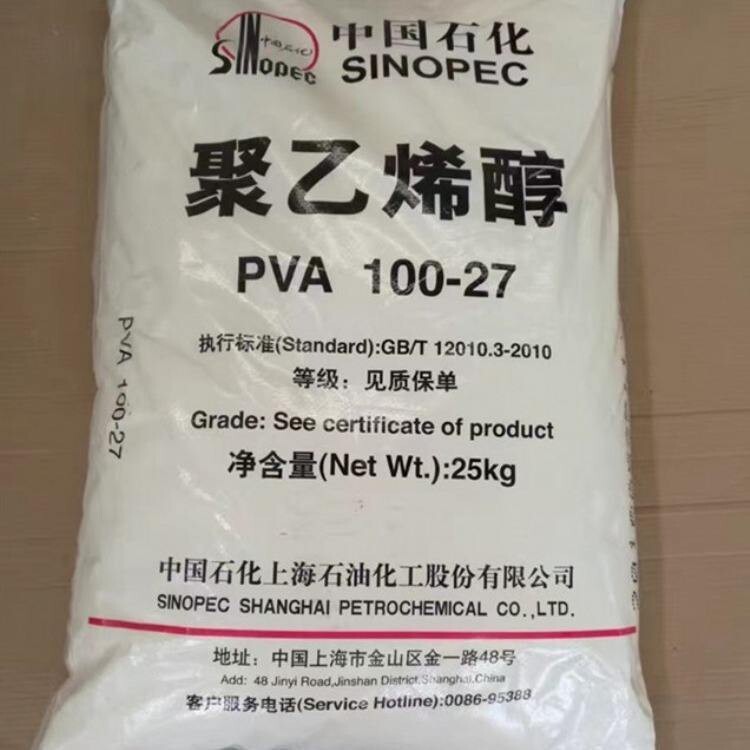 中国石化
SINOPEC
中国石化
SINOPEC
聚乙烯醇
PVA 100-27
PVA 100-27
执行标准(Standard):GB/T 12010.3-2010
等级：见质保单
Grade: See certificate of product
净含量(Net Wt.):25kg
中国石化上海石油化工股份有限公司
SINOPEC SHANGHAI PETROCHEMICAL CO.,LTD.
地址：中国上海市金山区金一路48号
Add: 48 Jinyi Road,Jinshan District,Shanghai,China
客户服务电话(Service Hotline):0086-95388